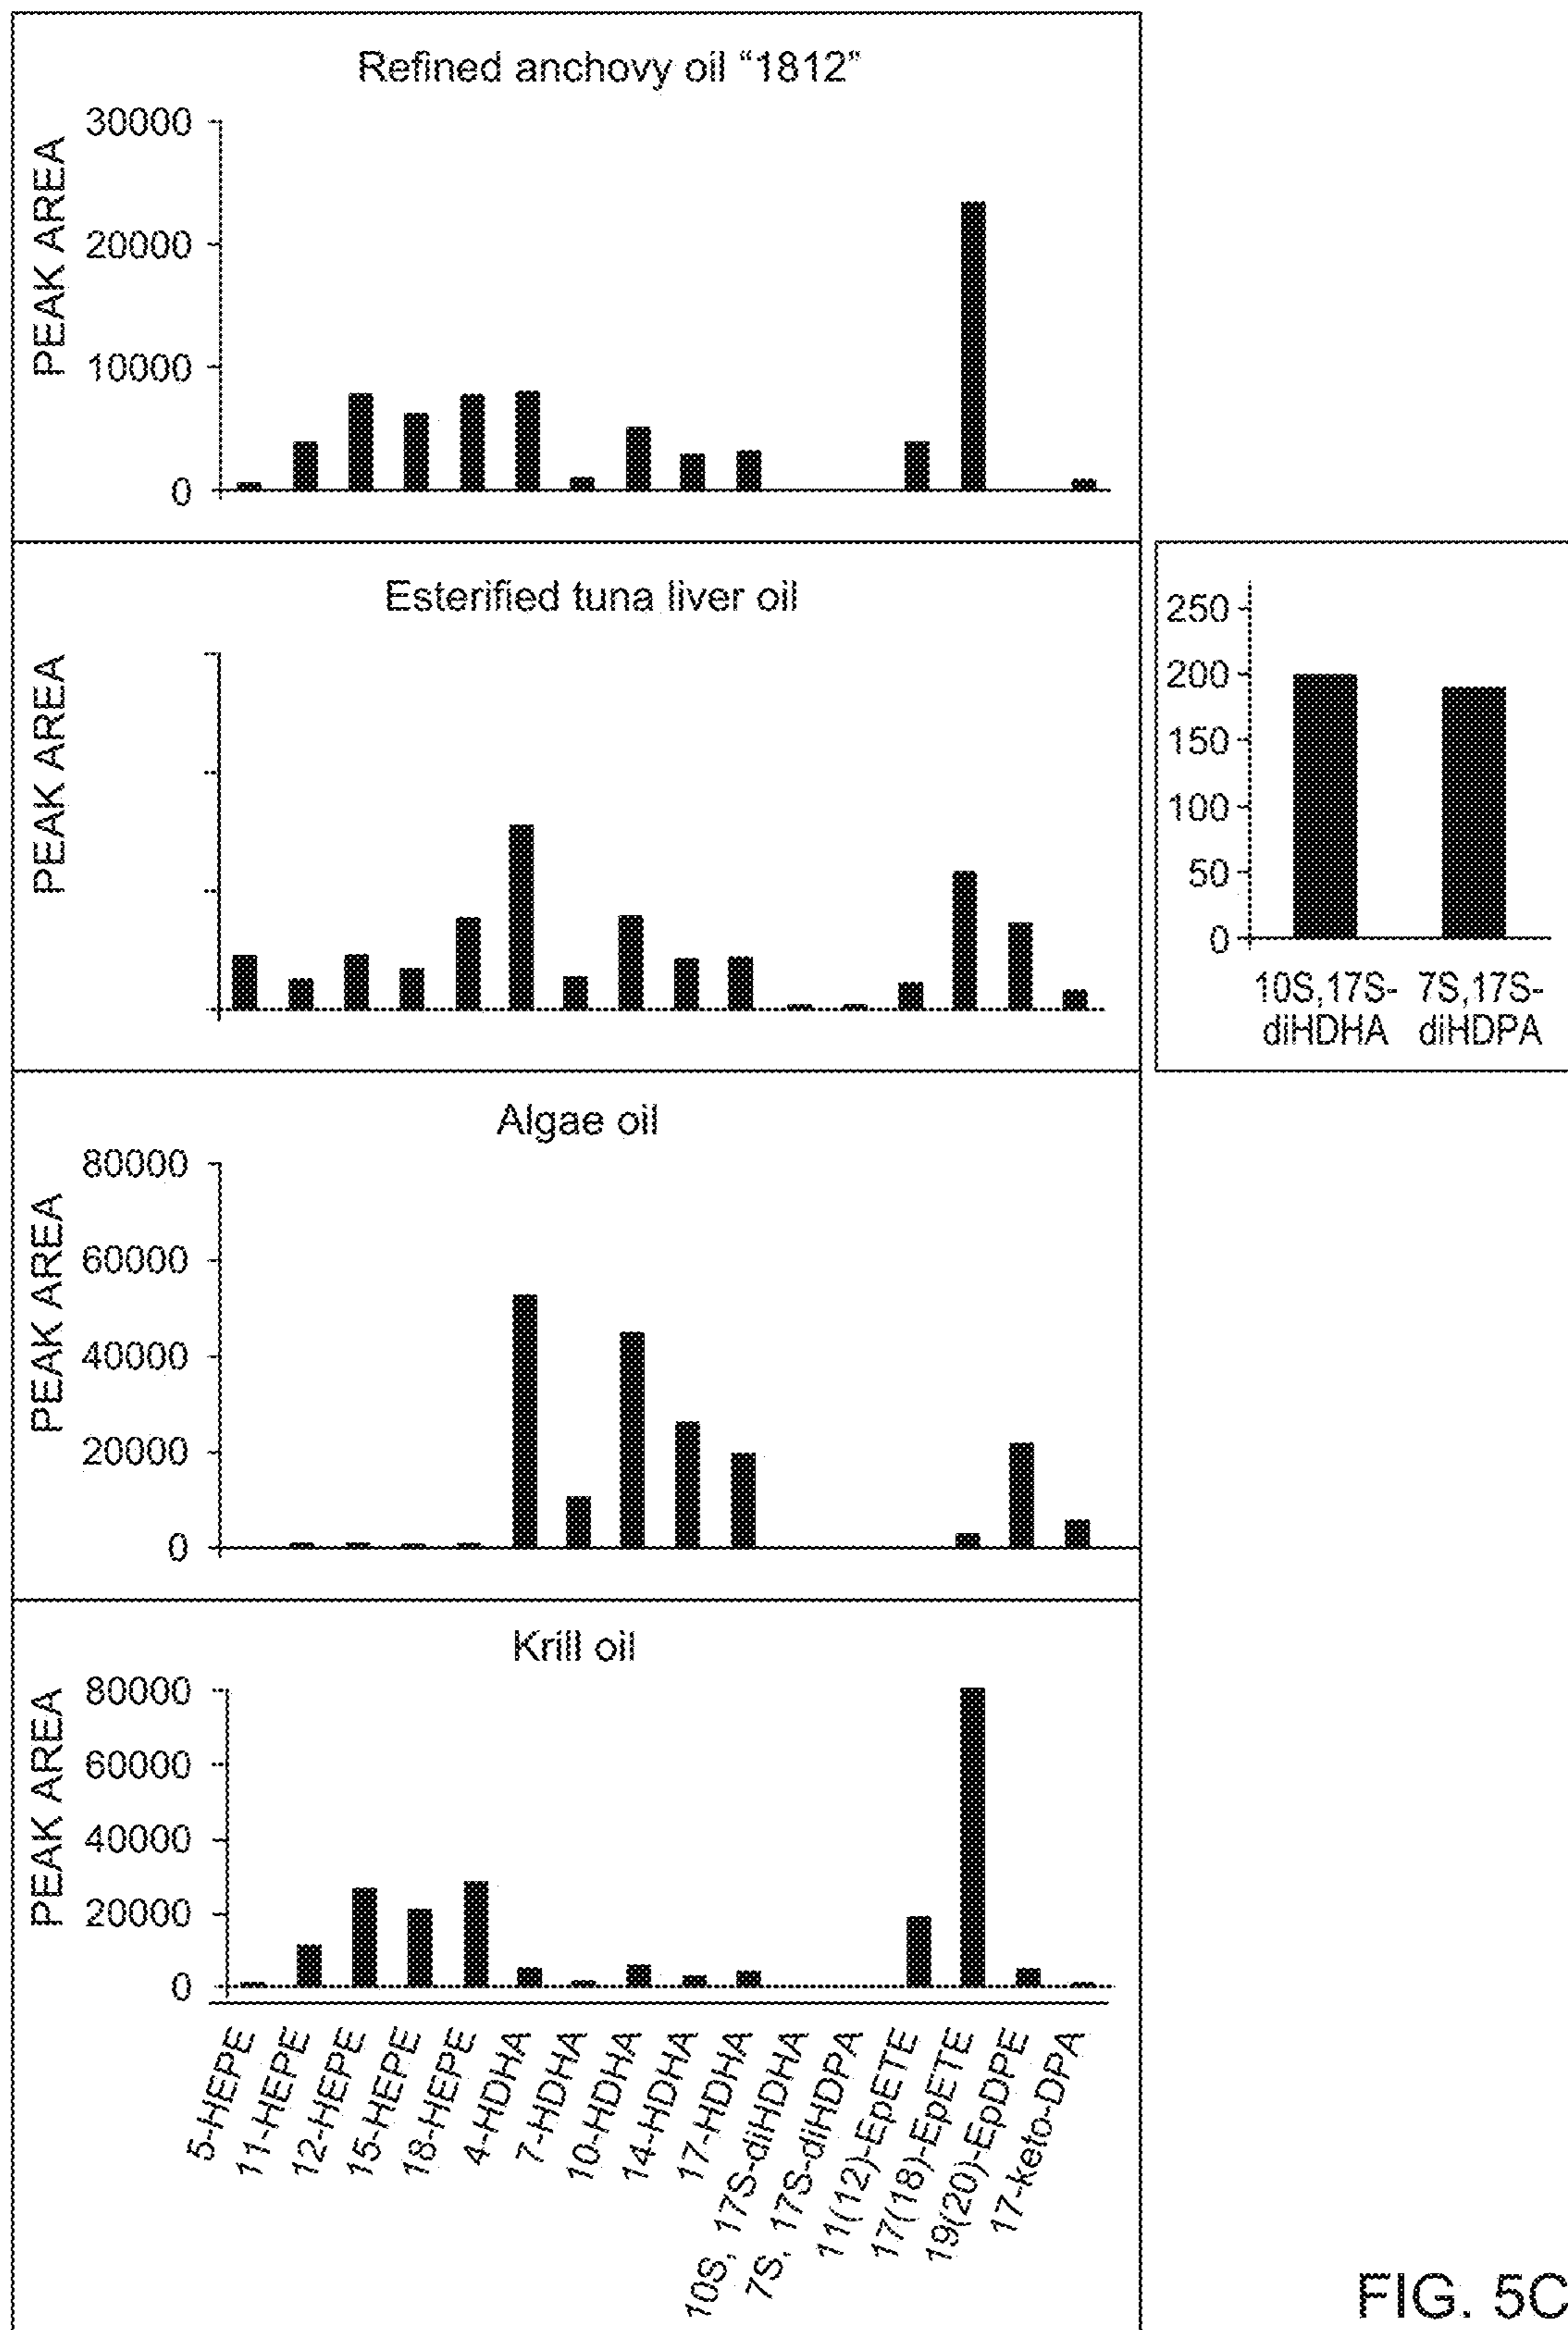 Refined anchovy oil “1812”
PEAK AREA
30000
20000
10000
0
Esterified tuna liver oil
PEAK AREA
250
200
150
100
50
0
10S,17S-
diHDHA
7S,17S-
diHDPA
Algae oil
PEAK AREA
80000
60000
40000
20000
0
Krill oil
PEAK AREA
80000
60000
40000
20000
0
5-HEPE
11-HEPE
12-HEPE
15-HEPE
18-HEPE
4-HDHA
7-HDHA
10-HDHA
14-HDHA
17-HDHA
10S, 17S-diHDHA
7S, 17S-diHDPA
11(12)-EpETE
17(18)-EpETE
19(20)-EpDPE
17-keto-DPA
FIG. 5C